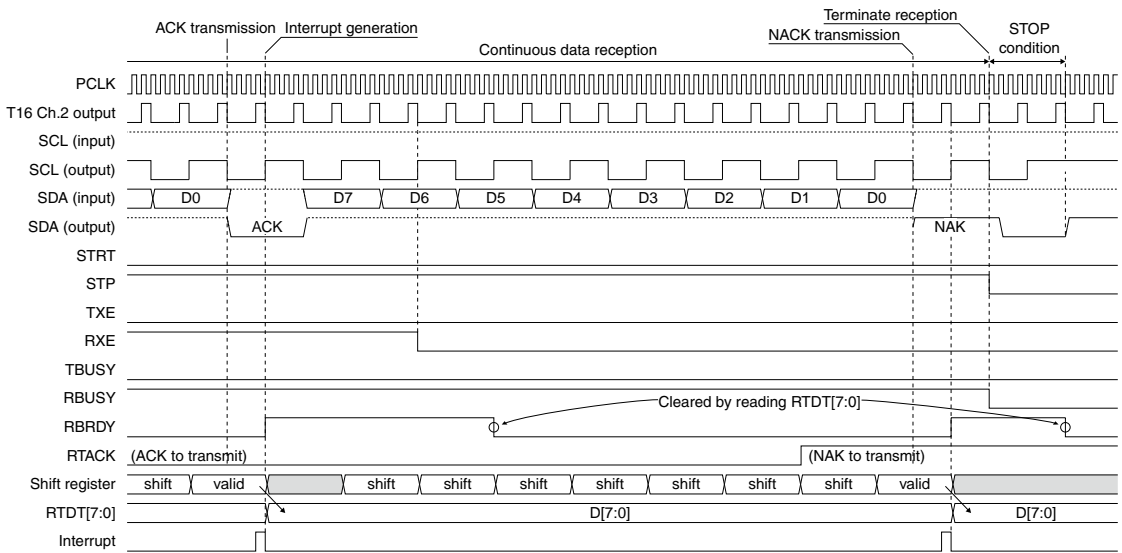 ACK transmission
Interrupt generation
Terminate reception
NACK transmission
STOP
condition
Continuous data reception
PCLK
T16 Ch.2 output
SCL (input)
SCL (output)
SDA (input)
D0
D7
D6
D5
D4
D3
D2
D1
D0
SDA (output)
ACK
NAK
STRT
STP
TXE
RXE
TBUSY
RBUSY
RBRDY
Cleared by reading RTDT[7:0]
RTACK
(ACK to transmit)
(NAK to transmit)
Shift register
shift
valid
shift
shift
shift
shift
shift
shift
shift
valid
RTDT[7:0]
D[7:0]
D[7:0]
Interrupt